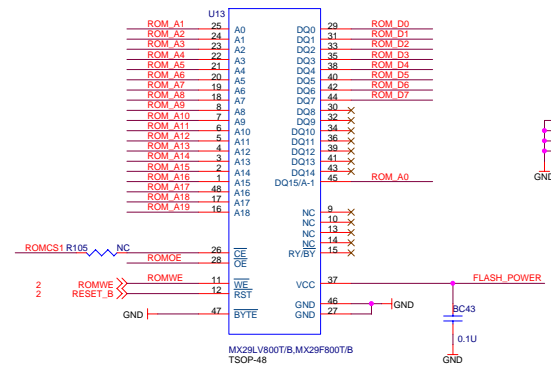 U13
ROM_A1 25 A0 DQ0 29 ROM_D0
ROM_A2 24 A1 DQ1 31 ROM_D1
ROM_A3 23 A2 DQ2 33 ROM_D2
ROM_A4 22 A3 DQ3 35 ROM_D3
ROM_A5 21 A4 DQ4 38 ROM_D4
ROM_A6 20 A5 DQ5 40 ROM_D5
ROM_A7 19 A6 DQ6 42 ROM_D6
ROM_A8 18 A7 DQ7 44 ROM_D7
ROM_A9 8 A8 DQ8 30
ROM_A10 7 A9 DQ9 32
ROM_A11 6 A10 DQ10 34
ROM_A12 5 A11 DQ11 36
ROM_A13 4 A12 DQ12 39
ROM_A14 3 A13 DQ13 41
ROM_A15 2 A14 DQ14 43
ROM_A16 1 A15 DQ15/A-1 45 ROM_A0
ROM_A17 48 A16
ROM_A18 17 A17
ROM_A19 16 A18
NC 9
NC 10
NC 13
NC 14
RY/BY 15
GND
ROMCS1 R105 NC 26 CE
ROMOE 28 OE
2 ROMWE ROMWE 11 WE
2 RESET_B 12 RST
VCC 37 FLASH_POWER
GND 46 GND
GND 27
GND 47 BYTE
BC43
0.1U
GND
MX29LV800T/B,MX29F800T/B
TSOP-48